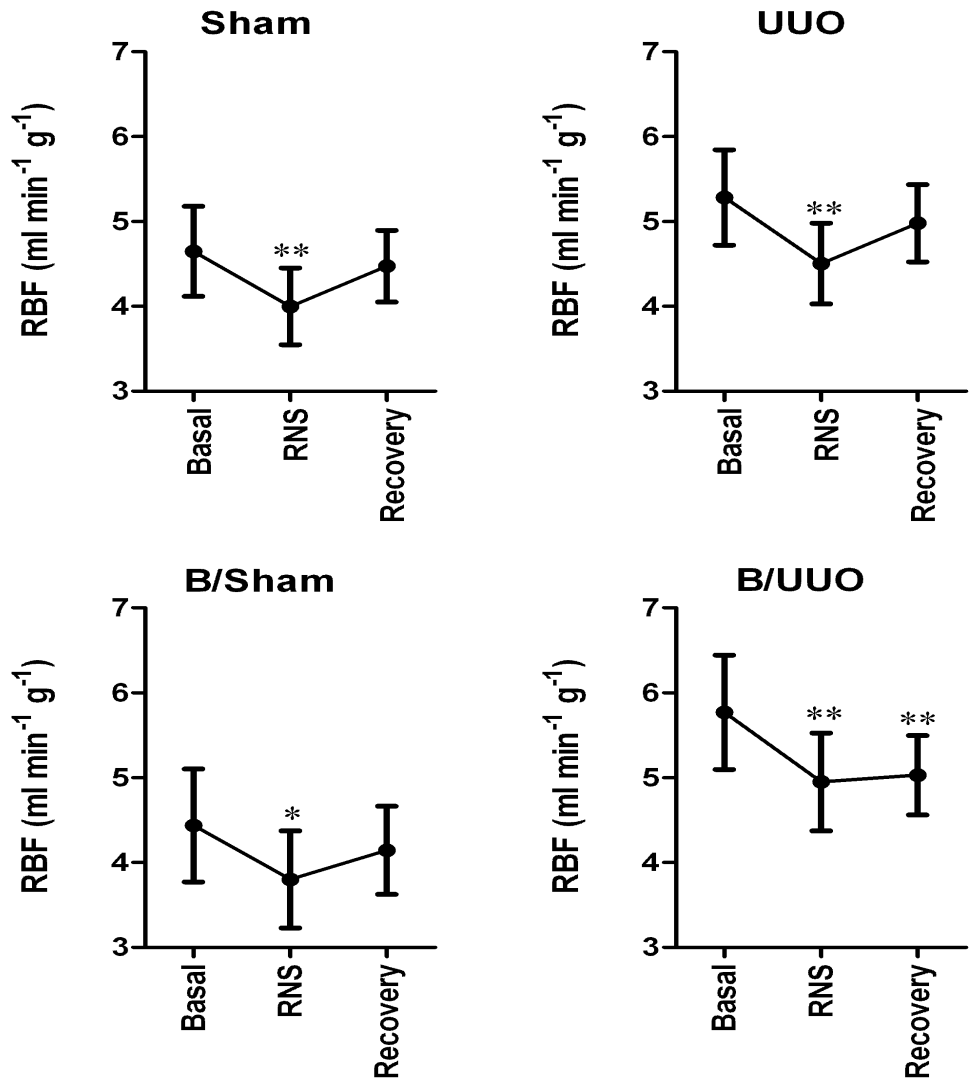 Sham
7
6
5
4
3
RBF (ml min⁻¹ g⁻¹)
**
Basal
RNS
Recovery
UUO
7
6
5
4
3
RBF (ml min⁻¹ g⁻¹)
**
Basal
RNS
Recovery
B/Sham
7
6
5
4
3
RBF (ml min⁻¹ g⁻¹)
*
Basal
RNS
Recovery
B/UUO
7
6
5
4
3
RBF (ml min⁻¹ g⁻¹)
**
**
Basal
RNS
Recovery